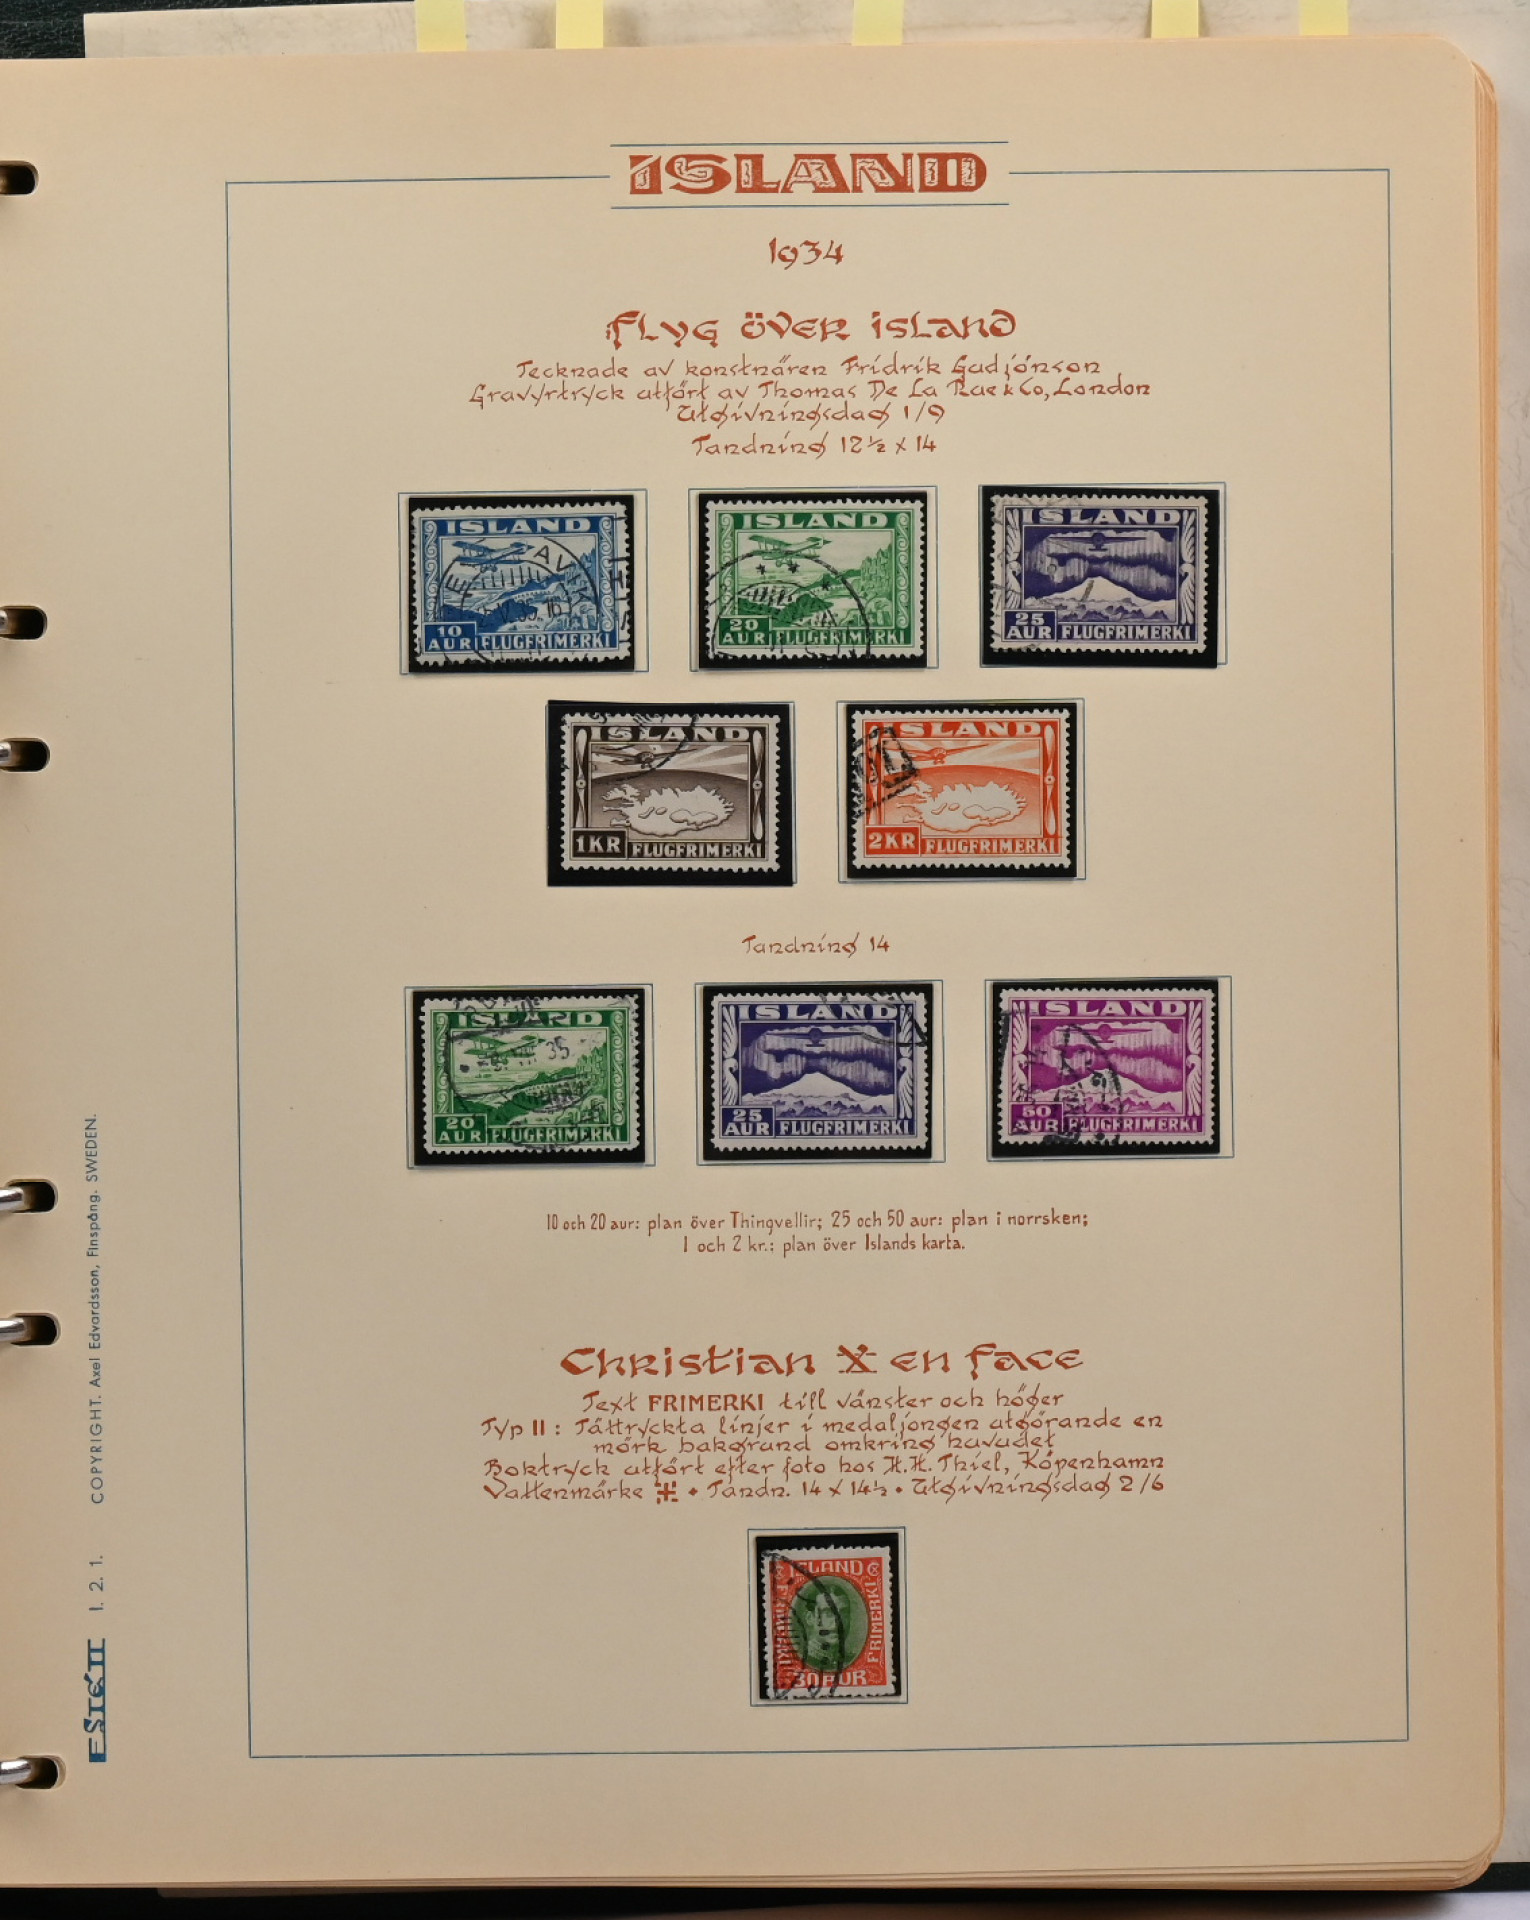 ISLAND
1934
FLYG ÖVER ISLAND
Tecknade av konstnären Fridrik Gudjónson
Gravyrtryck utfört av Thomas De La Rue & Co, London
Utgivningsdag 1/9
Tandning 12½ x 14
ISLAND
10
AUR FLUGFRIMERKI
ISLAND
20
AUR FLUGFRIMERKI
ISLAND
25
AUR FLUGFRIMERKI
ISLAND
1KR FLUGFRIMERKI
ISLAND
2KR FLUGFRIMERKI
Tandning 14
ISLAND
35
20
AUR FLUGFRIMERKI
ISLAND
25
AUR FLUGFRIMERKI
ISLAND
50
AUR FLUGFRIMERKI
10 och 20 aur: plan över Thingvellir; 25 och 50 aur: plan i norrsken;
1 och 2 kr.: plan över Islands karta.
CHRISTIAN X EN FACE
Text FRIMERKI till vänster och höger
Typ II : Tättryckta linjer i medaljongen utgörande en
mörk bakgrund omkring huvudet
Boktryck utfört efter foto hos H.H. Thiel, Köpenhamn
Vattenmärke • Tandn. 14 x 14½ • Utgivningsdag 2/6
ISLAND
FRIMERKI
FRIMERKI
30 AUR
ESTETT I. 2. 1. COPYRIGHT. Axel Edvardsson, Finspång. SWEDEN.